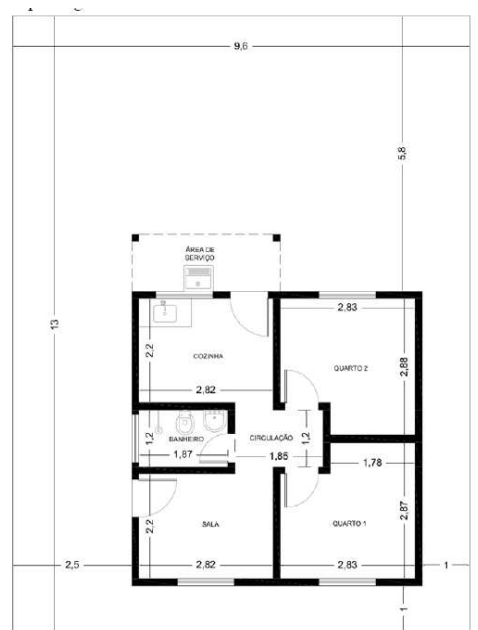 9,6
5,8
13
ÁREA DE
SERVIÇO
2,83
2,2
COZINHA
QUARTO 2
2,88
2,82
1,2
BANHEIRO
CIRCULAÇÃO
1,2
1,87
1,85
1,78
2,2
SALA
QUARTO 1
2,87
2,5
2,82
2,83
1
1